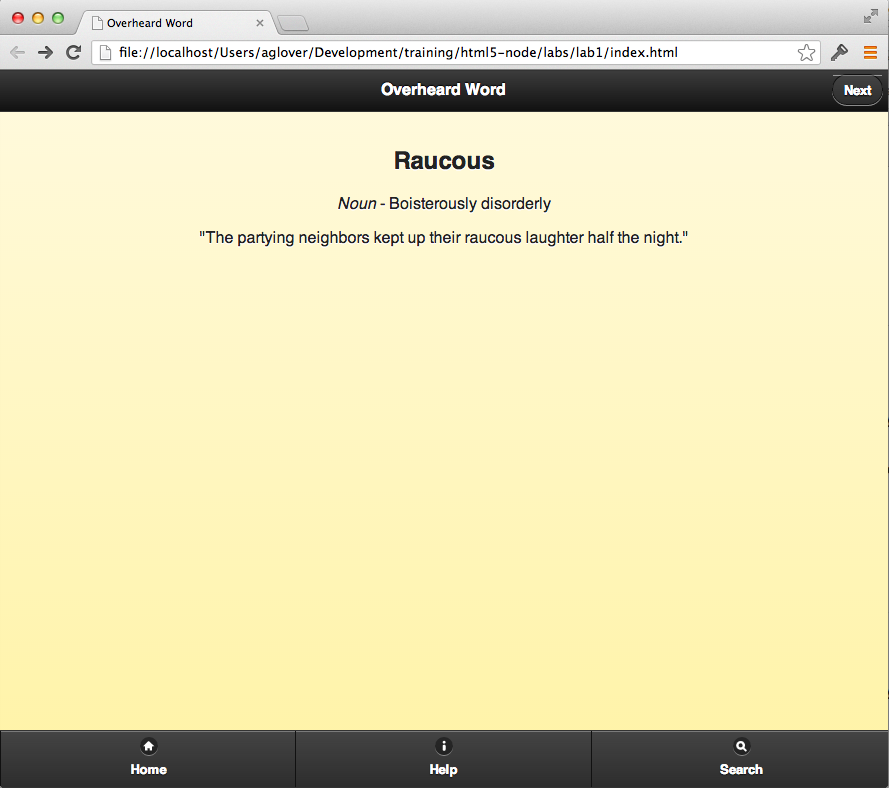 Overheard Word
file://localhost/Users/aglover/Development/training/html5-node/labs/lab1/index.html
Overheard Word
Next
Raucous
Noun - Boisterously disorderly
"The partying neighbors kept up their raucous laughter half the night."
Home
Help
Search